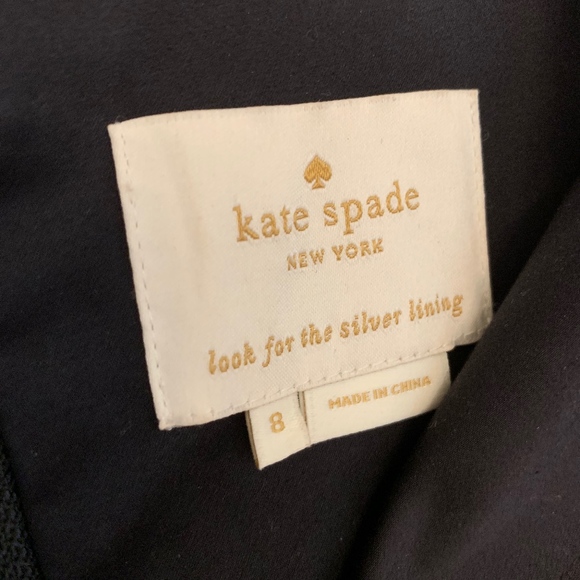 kate spade
NEW YORK
look for the silver lining
8
MADE IN CHINA